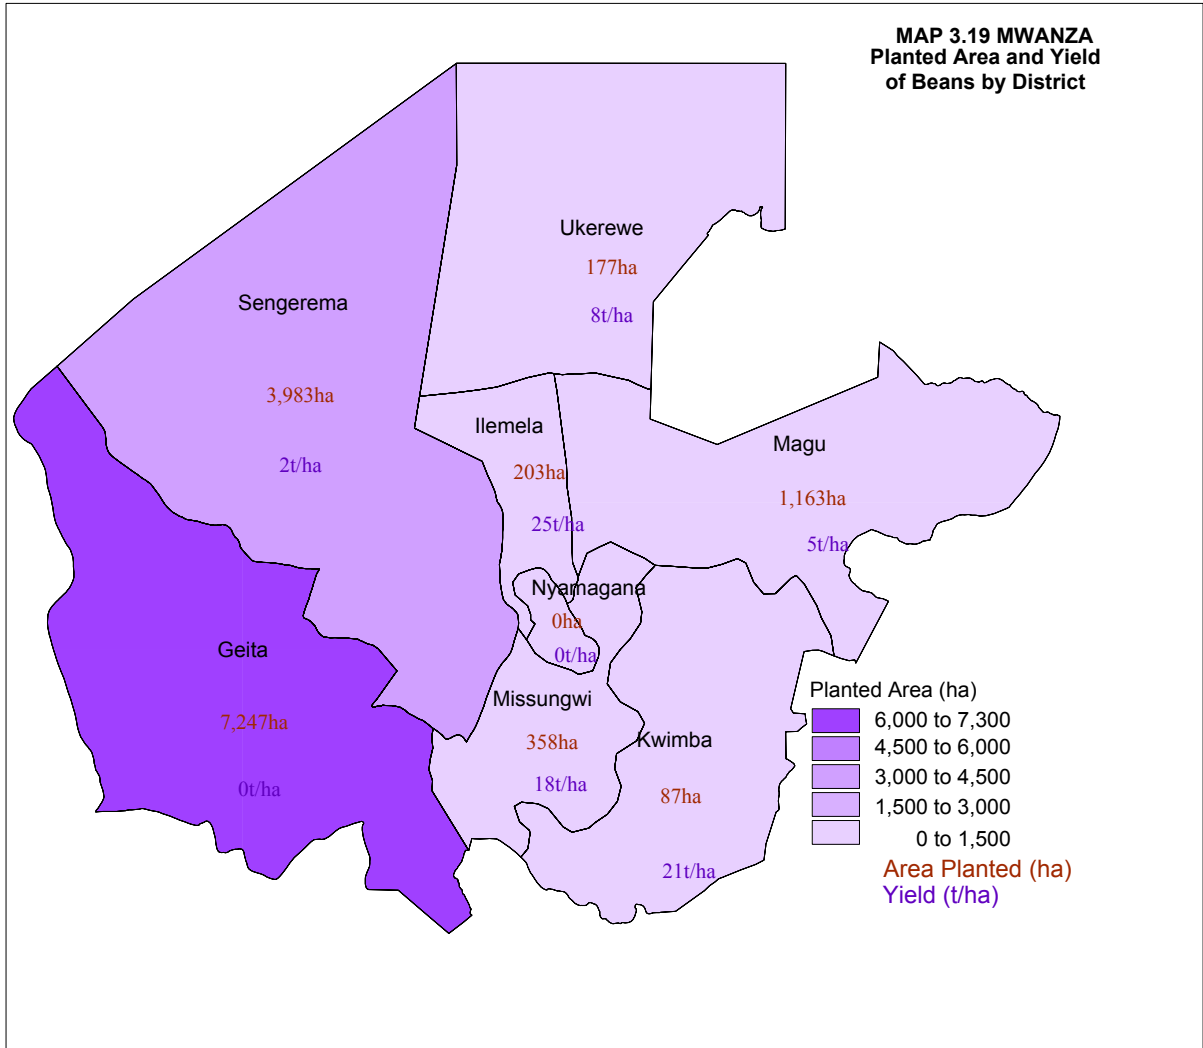 MAP 3.19 MWANZA
Planted Area and Yield
of Beans by District
Ukerewe
177ha
8t/ha
Sengerema
3,983ha
2t/ha
Ilemela
203ha
25t/ha
Magu
1,163ha
5t/ha
Nyamagana
0ha
0t/ha
Geita
7,247ha
0t/ha
Missungwi
358ha
18t/ha
Kwimba
87ha
21t/ha
Planted Area (ha)
6,000 to 7,300
4,500 to 6,000
3,000 to 4,500
1,500 to 3,000
0 to 1,500
Area Planted (ha)
Yield (t/ha)